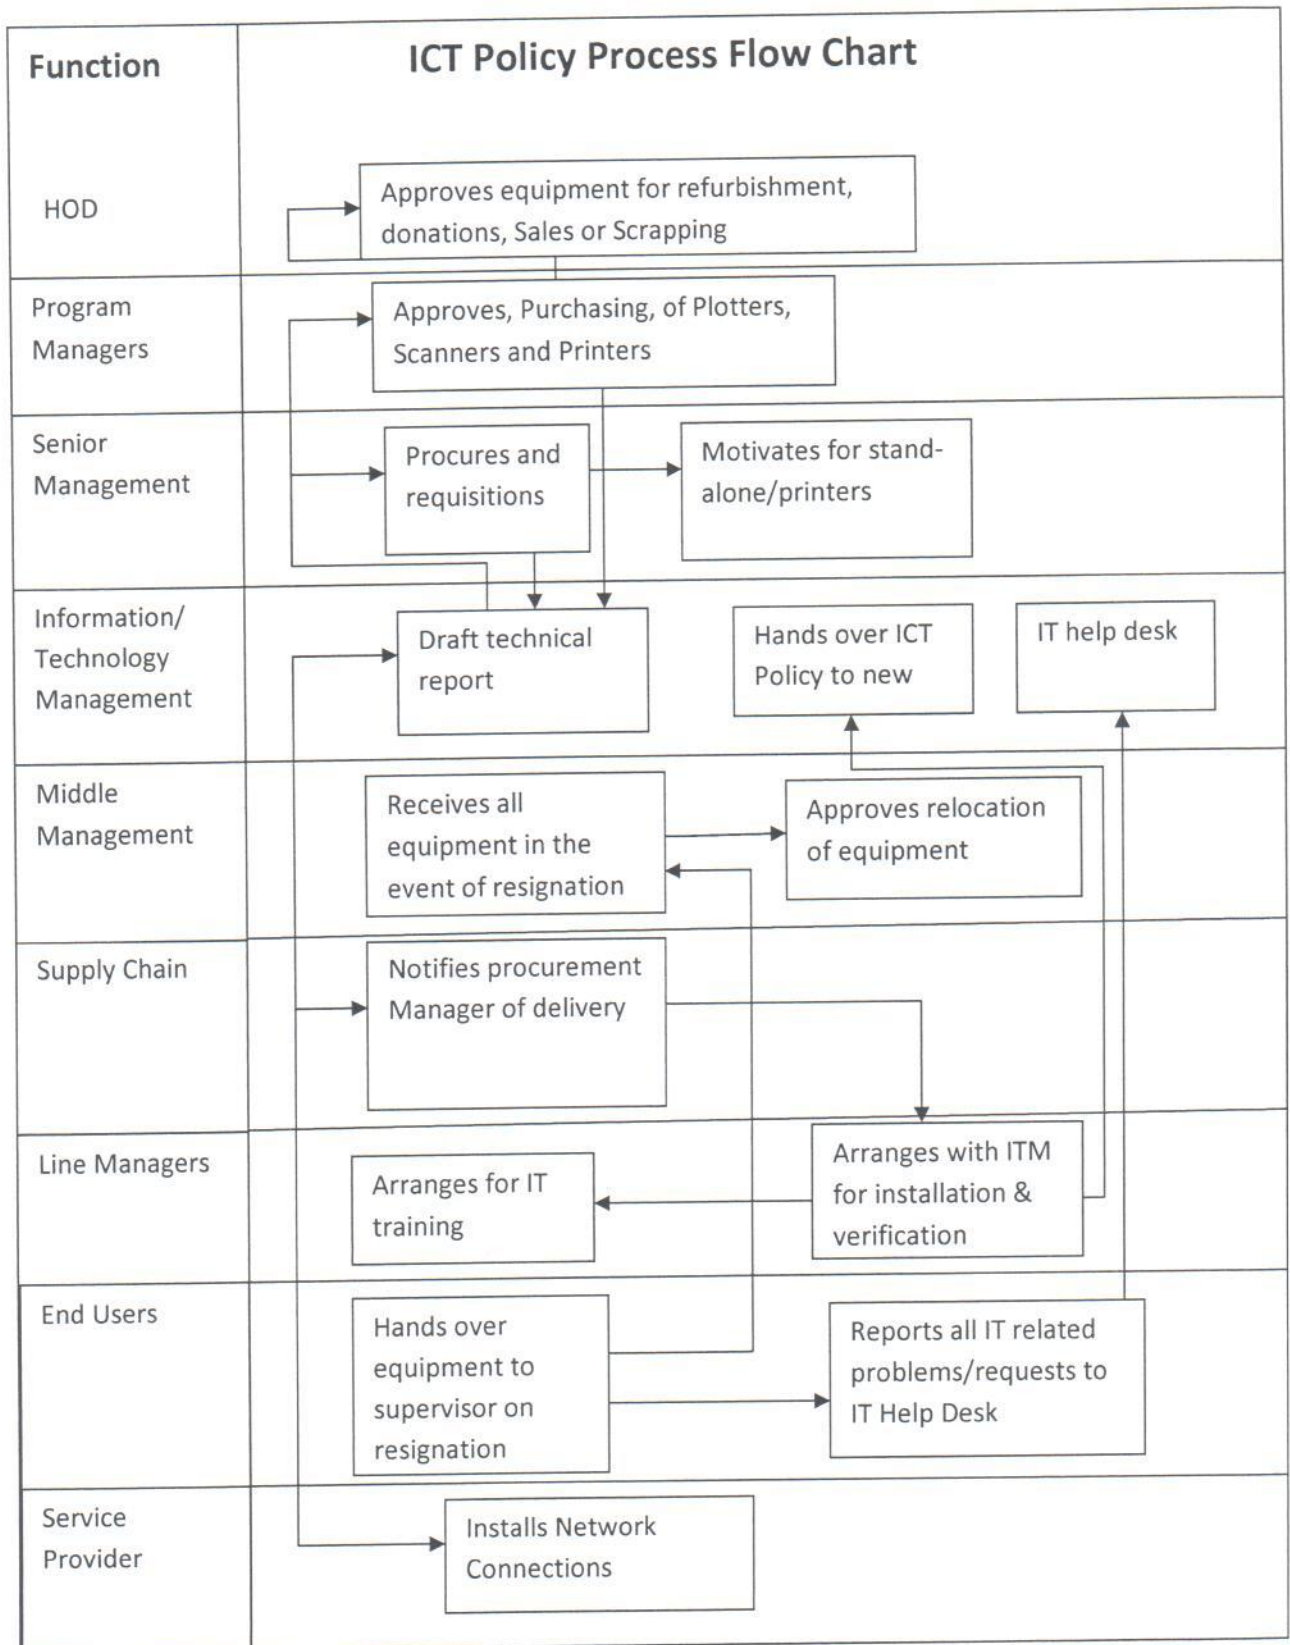 Function
ICT Policy Process Flow Chart
HOD
Approves equipment for refurbishment,
donations, Sales or Scrapping
Program
Managers
Approves, Purchasing, of Plotters,
Scanners and Printers
Senior
Management
Procures and
requisitions
Motivates for stand-
alone/printers
Information/
Technology
Management
Draft technical
report
Hands over ICT
Policy to new
IT help desk
Middle
Management
Receives all
equipment in the
event of resignation
Approves relocation
of equipment
Supply Chain
Notifies procurement
Manager of delivery
Line Managers
Arranges for IT
training
Arranges with ITM
for installation &
verification
End Users
Hands over
equipment to
supervisor on
resignation
Reports all IT related
problems/requests to
IT Help Desk
Service
Provider
Installs Network
Connections